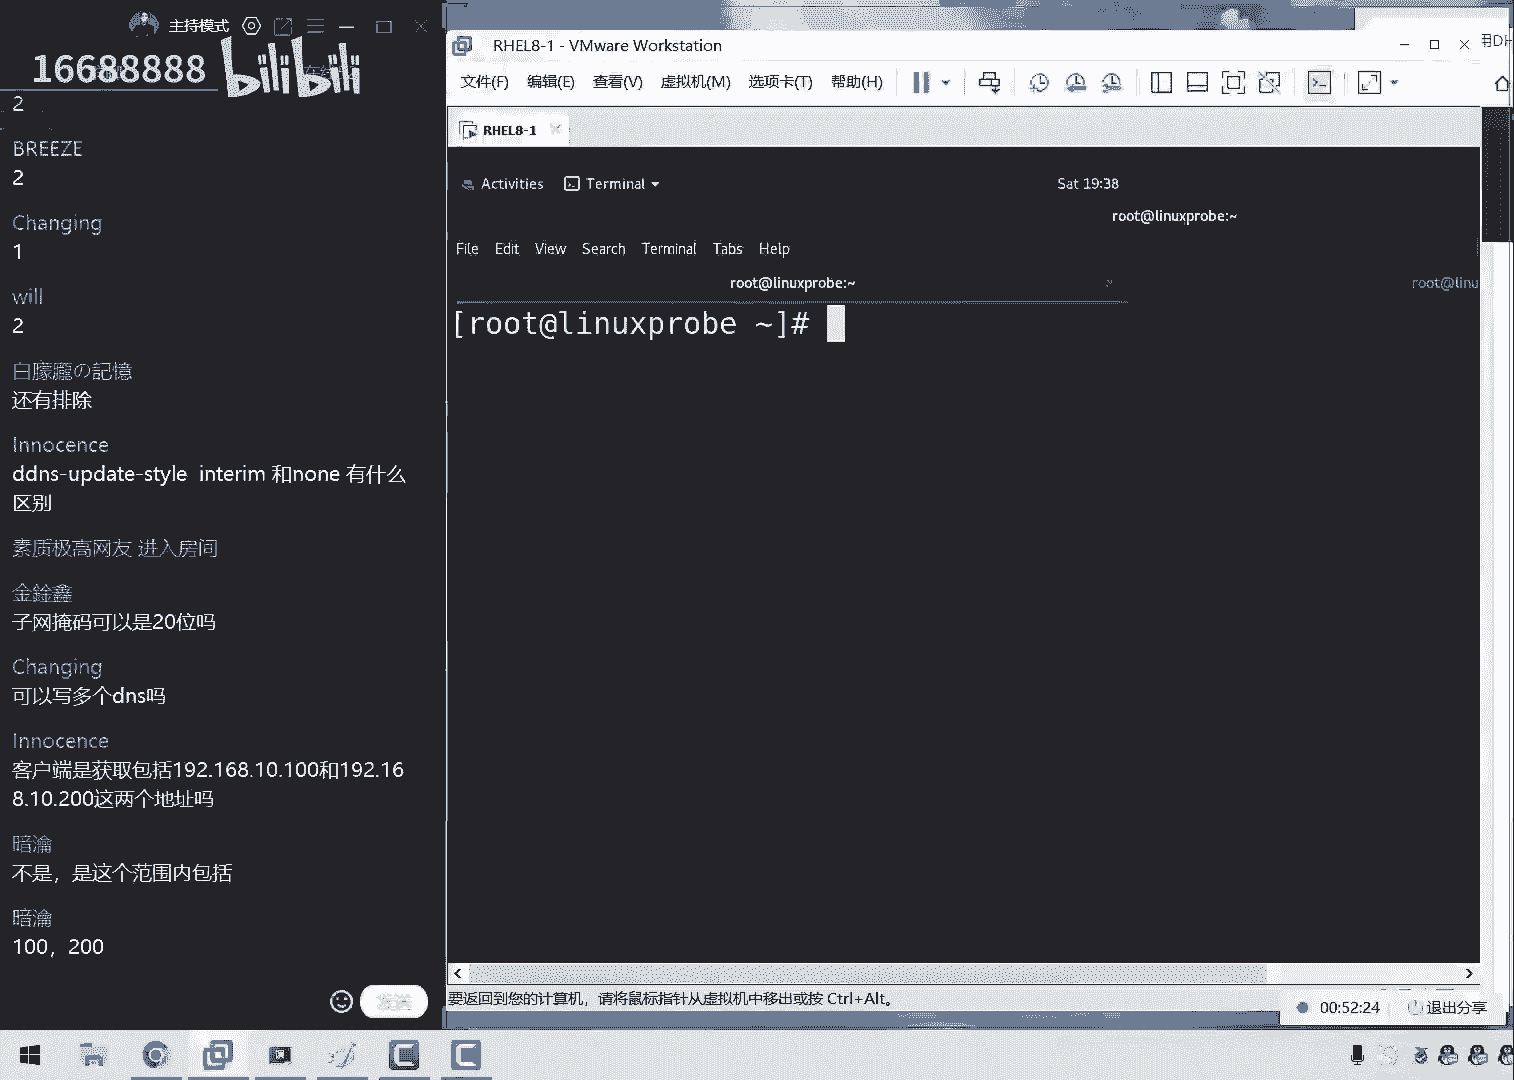 主持模式
16688888
bilibili
2
BREEZE
2
Changing
1
will
2
白朦朧の記憶
还有排除
Innocence
ddns-update-style interim 和none 有什么
区别
素质极高网友 进入房间
金銓鑫
子网掩码可以是20位吗
Changing
可以写多个dns吗
Innocence
客户端是获取包括192.168.10.100和192.16
8.10.200这两个地址吗
暗瀹
不是，是这个范围内包括
暗瀹
100，200
发送
RHEL8-1 - VMware Workstation
文件(F) 编辑(E) 查看(V) 虚拟机(M) 选项卡(T) 帮助(H)
RHEL8-1
Activities Terminal Sat 19:38
root@linuxprobe:~
File Edit View Search Terminal Tabs Help
root@linuxprobe:~ root@linu
[root@linuxprobe ~]#
要返回到您的计算机，请将鼠标指针从虚拟机中移出或按 Ctrl+Alt。
00:52:24 退出分享